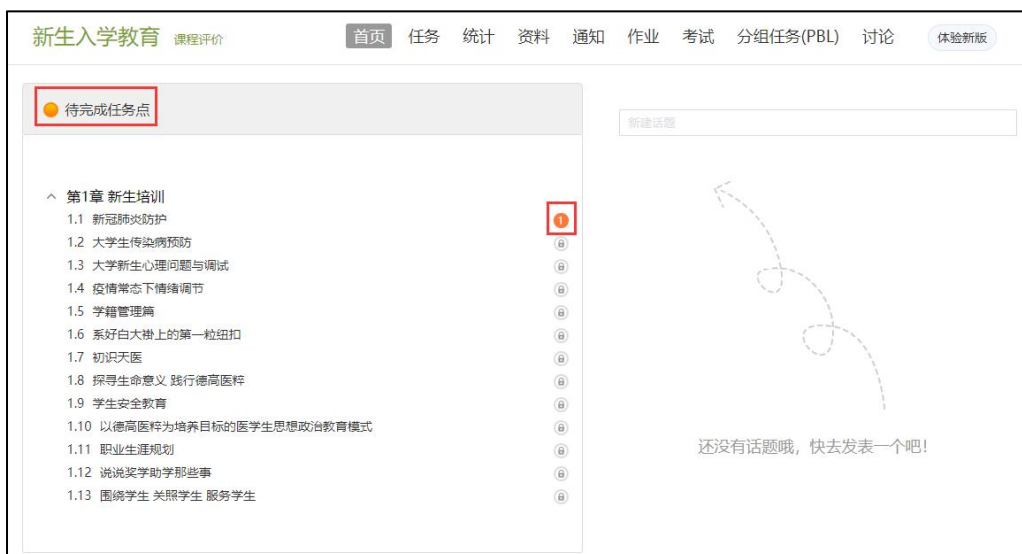 新生入学教育 课程评价 首页 任务 统计 资料 通知 作业 考试 分组任务(PBL) 讨论 体验新版
待完成任务点
新建话题
第1章 新生培训
1.1 新冠肺炎防护 1
1.2 大学生传染病预防
1.3 大学新生心理问题与调试
1.4 疫情常态下情绪调节
1.5 学籍管理篇
1.6 系好白大褂上的第一粒纽扣
1.7 初识天医
1.8 探寻生命意义 践行德高医粹
1.9 学生安全教育
1.10 以德高医粹为培养目标的医学生思想政治教育模式
1.11 职业生涯规划
1.12 说说奖学助学那些事
1.13 围绕学生 关照学生 服务学生
还没有话题哦，快去发表一个吧！